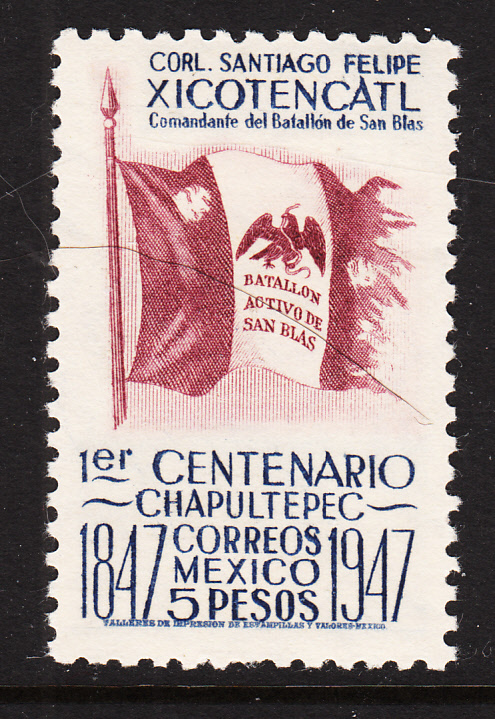 CORL. SANTIAGO FELIPE
XICOTENCATL
Comandante del Batallón de San Blas
BATALLON
ACTIVO DE
SAN BLAS
1er CENTENARIO
CHAPULTEPEC
1847 CORREOS 1947
MEXICO
5 PESOS
TALLERES DE IMPRESION DE ESTAMPILLAS Y VALORES-MEXICO.